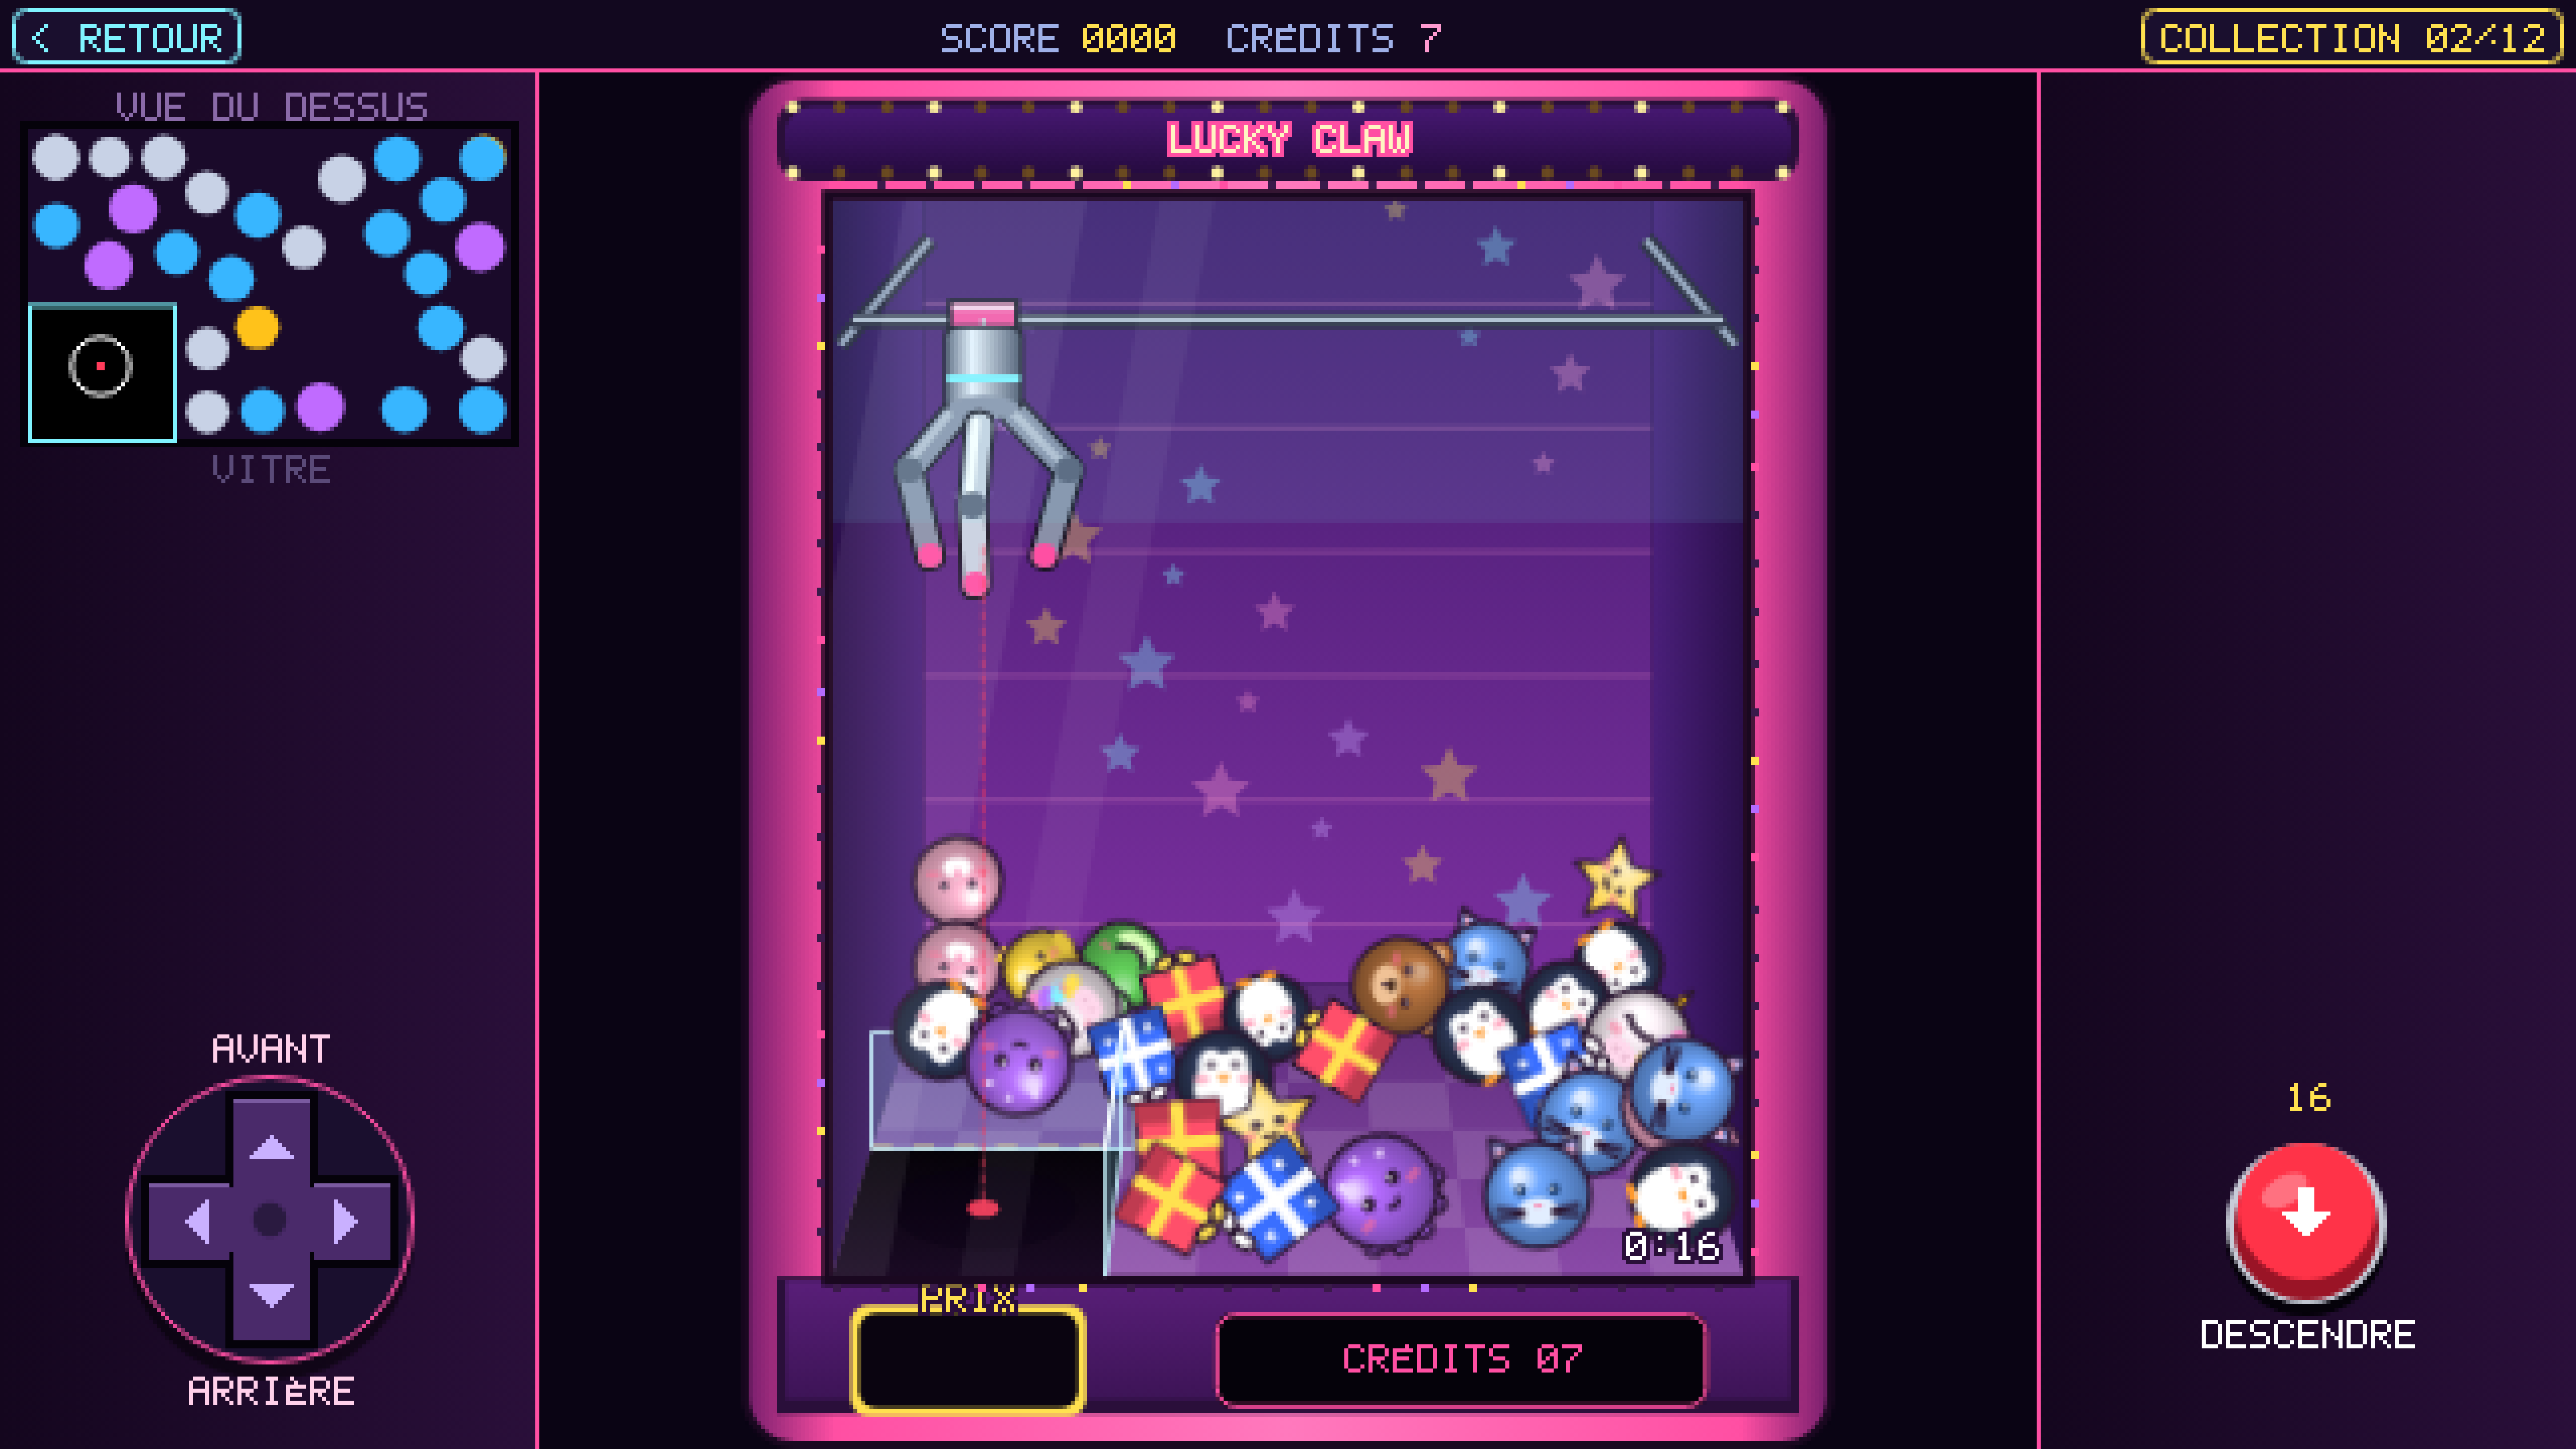 < RETOUR
SCORE 0000 CRéDITS 7
COLLECTION 02/12
VUE DU DESSUS
VITRE
LUCKY CLAW
AVANT
ARRIèRE
16
DESCENDRE
0:16
PRIX
CRéDITS 07